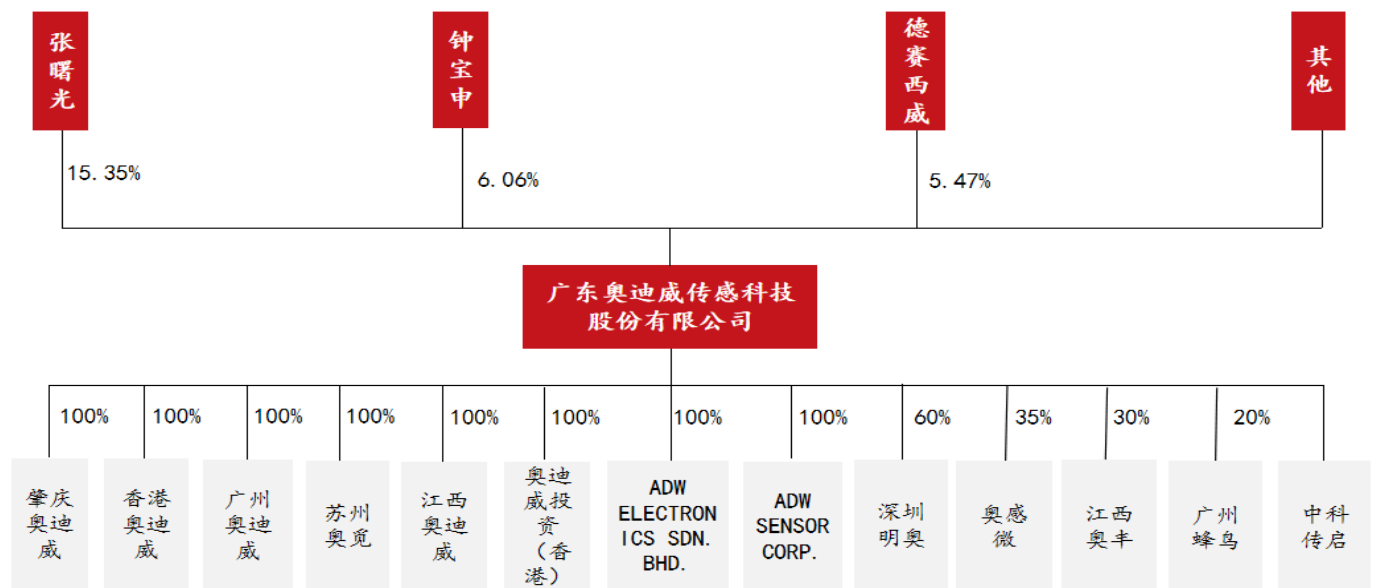 张曙光
钟宝申
德赛西威
其他
15.35%
6.06%
5.47%
广东奥迪威传感科技
股份有限公司
100%
100%
100%
100%
100%
100%
100%
100%
60%
35%
30%
20%
肇庆
奥迪
威
香港
奥迪
威
广州
奥迪
威
苏州
奥觅
江西
奥迪
威
奥迪
威投
资
（香
港）
ADW
ELECTRON
ICS SDN.
BHD.
ADW
SENSOR
CORP.
深圳
明奥
奥感
微
江西
奥丰
广州
蜂鸟
中科
传启